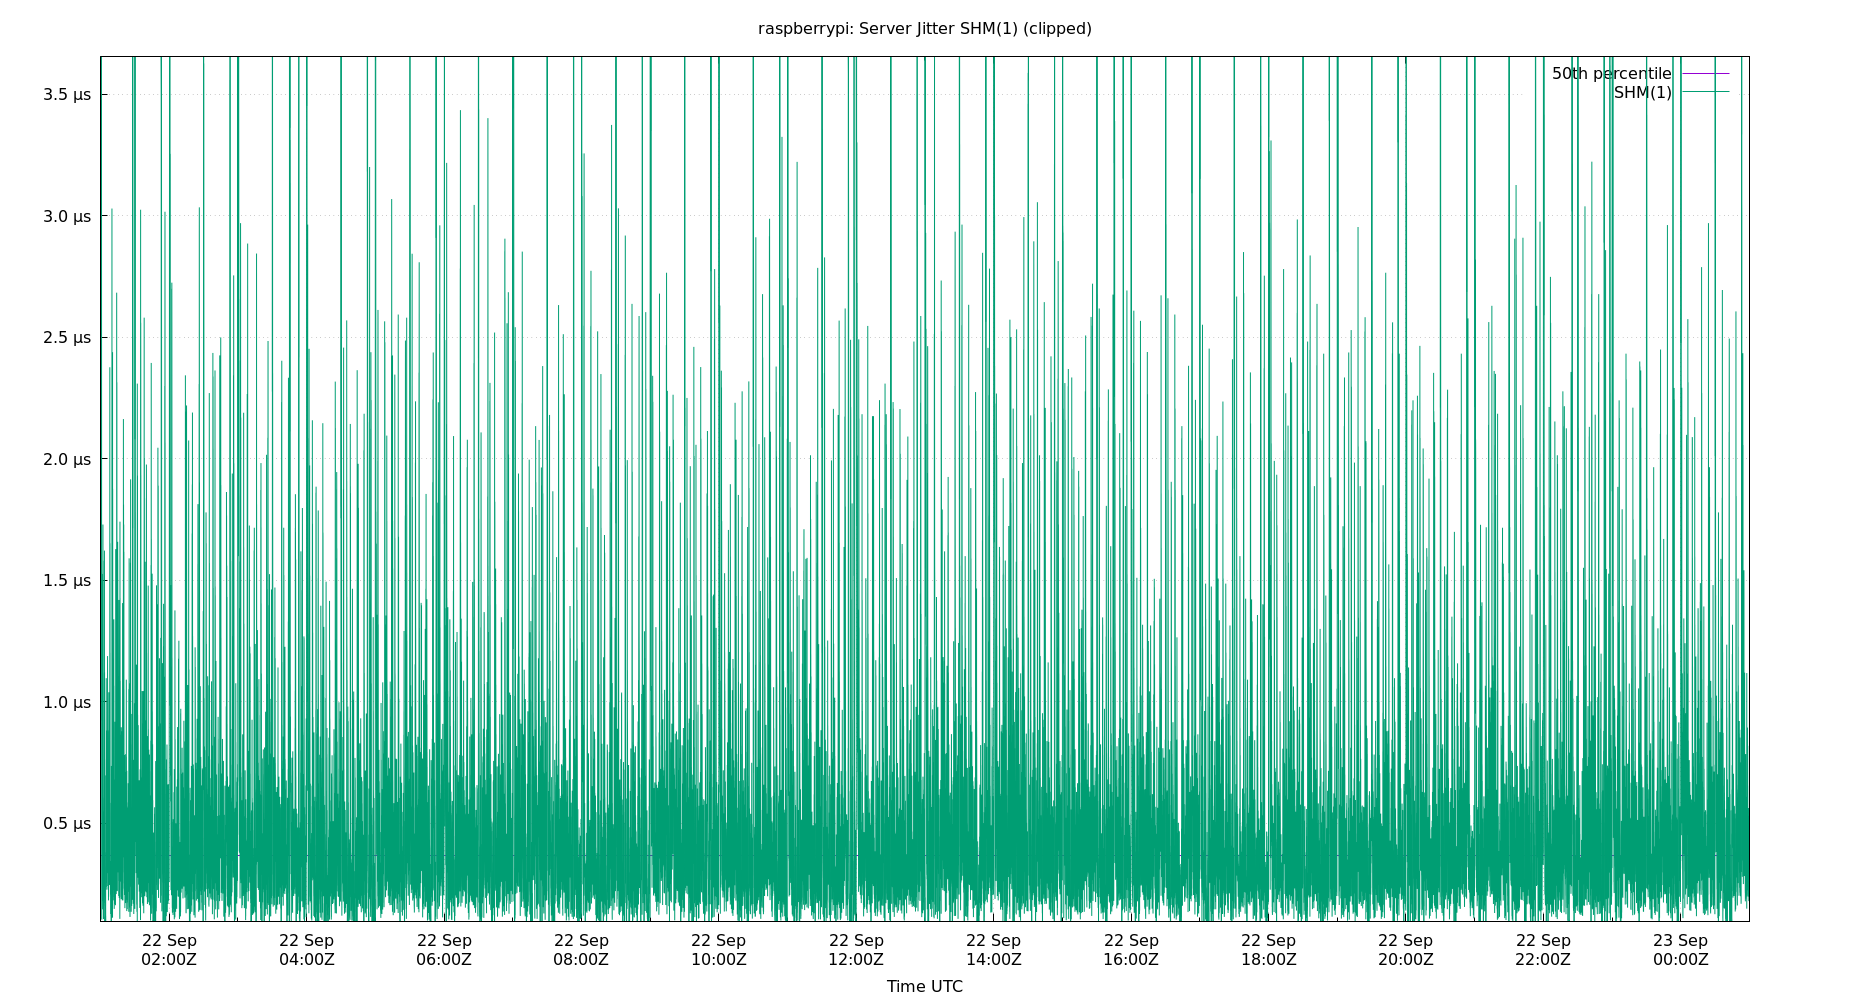 raspberrypi: Server Jitter SHM(1) (clipped)
50th percentile
SHM(1)
3.5 µs
3.0 µs
2.5 µs
2.0 µs
1.5 µs
1.0 µs
0.5 µs
22 Sep 22 Sep 22 Sep 22 Sep 22 Sep 22 Sep 22 Sep 22 Sep 22 Sep 22 Sep 22 Sep 23 Sep
02:00Z 04:00Z 06:00Z 08:00Z 10:00Z 12:00Z 14:00Z 16:00Z 18:00Z 20:00Z 22:00Z 00:00Z
Time UTC